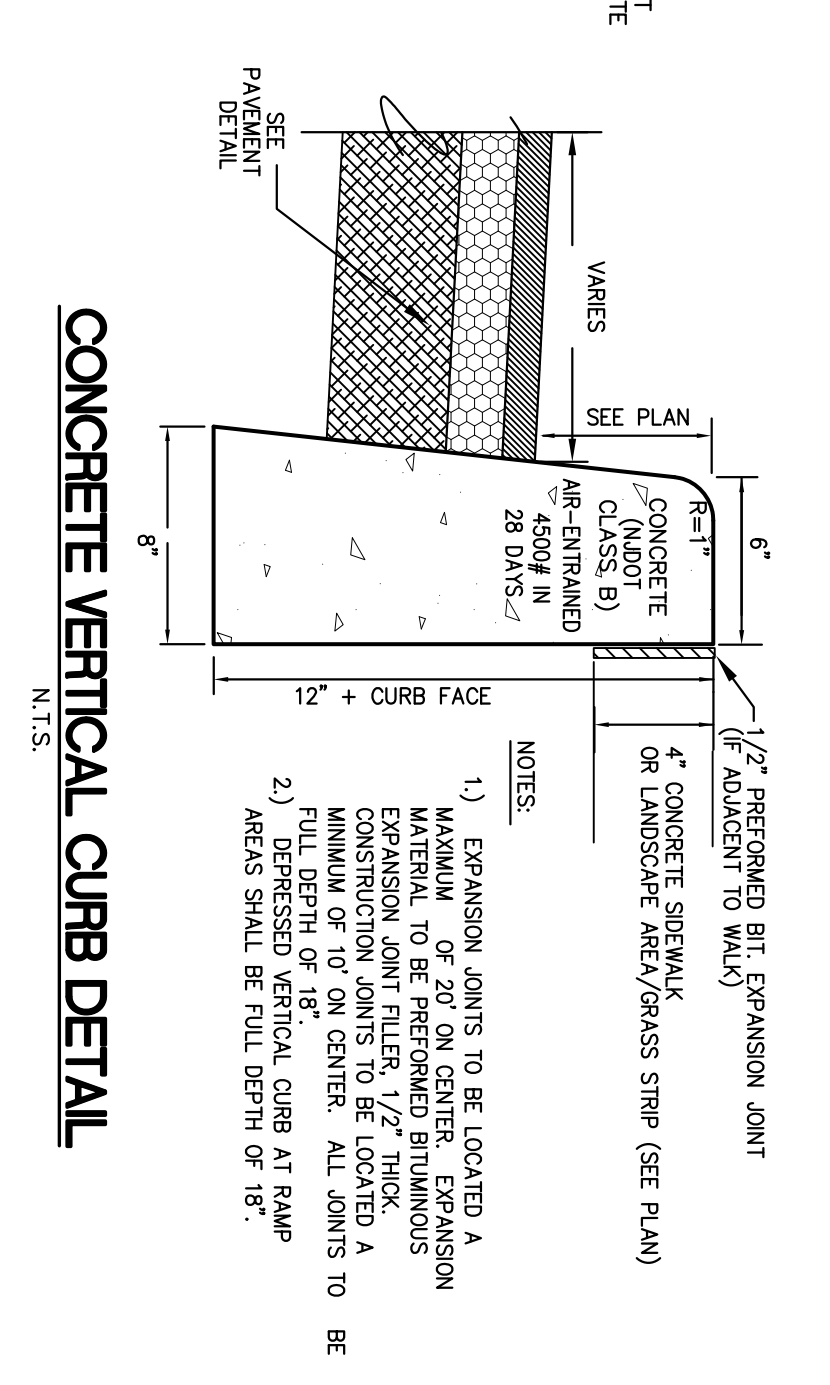 T
TE
1/2" PREFORMED BIT. EXPANSION JOINT
(IF ADJACENT TO WALK)
6"
R=1"
CONCRETE
(NJDOT
CLASS B)
AIR-ENTRAINED
4500# IN
28 DAYS
SEE PLAN
VARIES
4" CONCRETE SIDEWALK
OR LANDSCAPE AREA/GRASS STRIP (SEE PLAN)
12" + CURB FACE
SEE
PAVEMENT
DETAIL
8"
NOTES:
1.) EXPANSION JOINTS TO BE LOCATED A
MAXIMUM OF 20' ON CENTER. EXPANSION
MATERIAL TO BE PREFORMED BITUMINOUS
EXPANSION JOINT FILLER, 1/2" THICK.
CONSTRUCTION JOINTS TO BE LOCATED A
MINIMUM OF 10' ON CENTER. ALL JOINTS TO BE
FULL DEPTH OF 18".
2.) DEPRESSED VERTICAL CURB AT RAMP
AREAS SHALL BE FULL DEPTH OF 18".
CONCRETE VERTICAL CURB DETAIL
N.T.S.